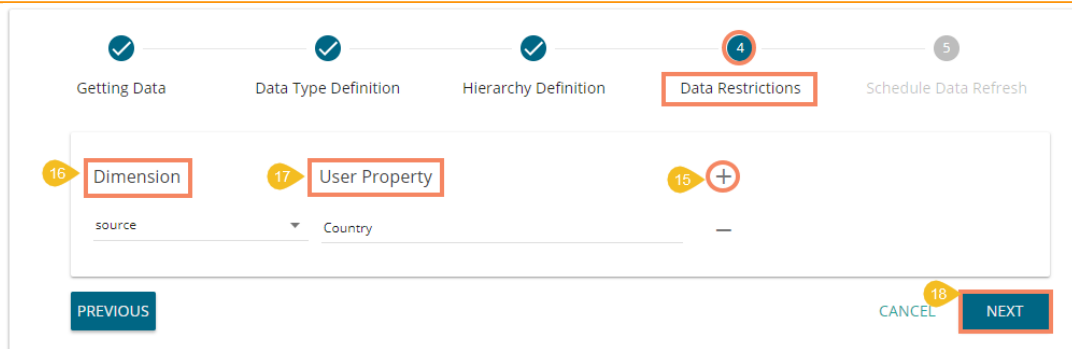 4 5
Getting Data Data Type Definition Hierarchy Definition Data Restrictions Schedule Data Refresh
16 Dimension 17 User Property 15 +
source Country –
18
PREVIOUS CANCEL NEXT